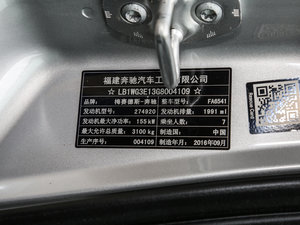 福建奔驰汽车工 有限公司
☆ LB1WG3E13G8004109 ☆
品牌： 梅赛德斯-奔驰 整车型号： FA6541
发动机型号： 274920 发动机排量： 1991 ml
发动机最大净功率： 155 kW 乘坐人数： 7
最大允许总质量： 3100 kg 制造国： 中国
生产序号： 004109 制造年月： 2016年09月